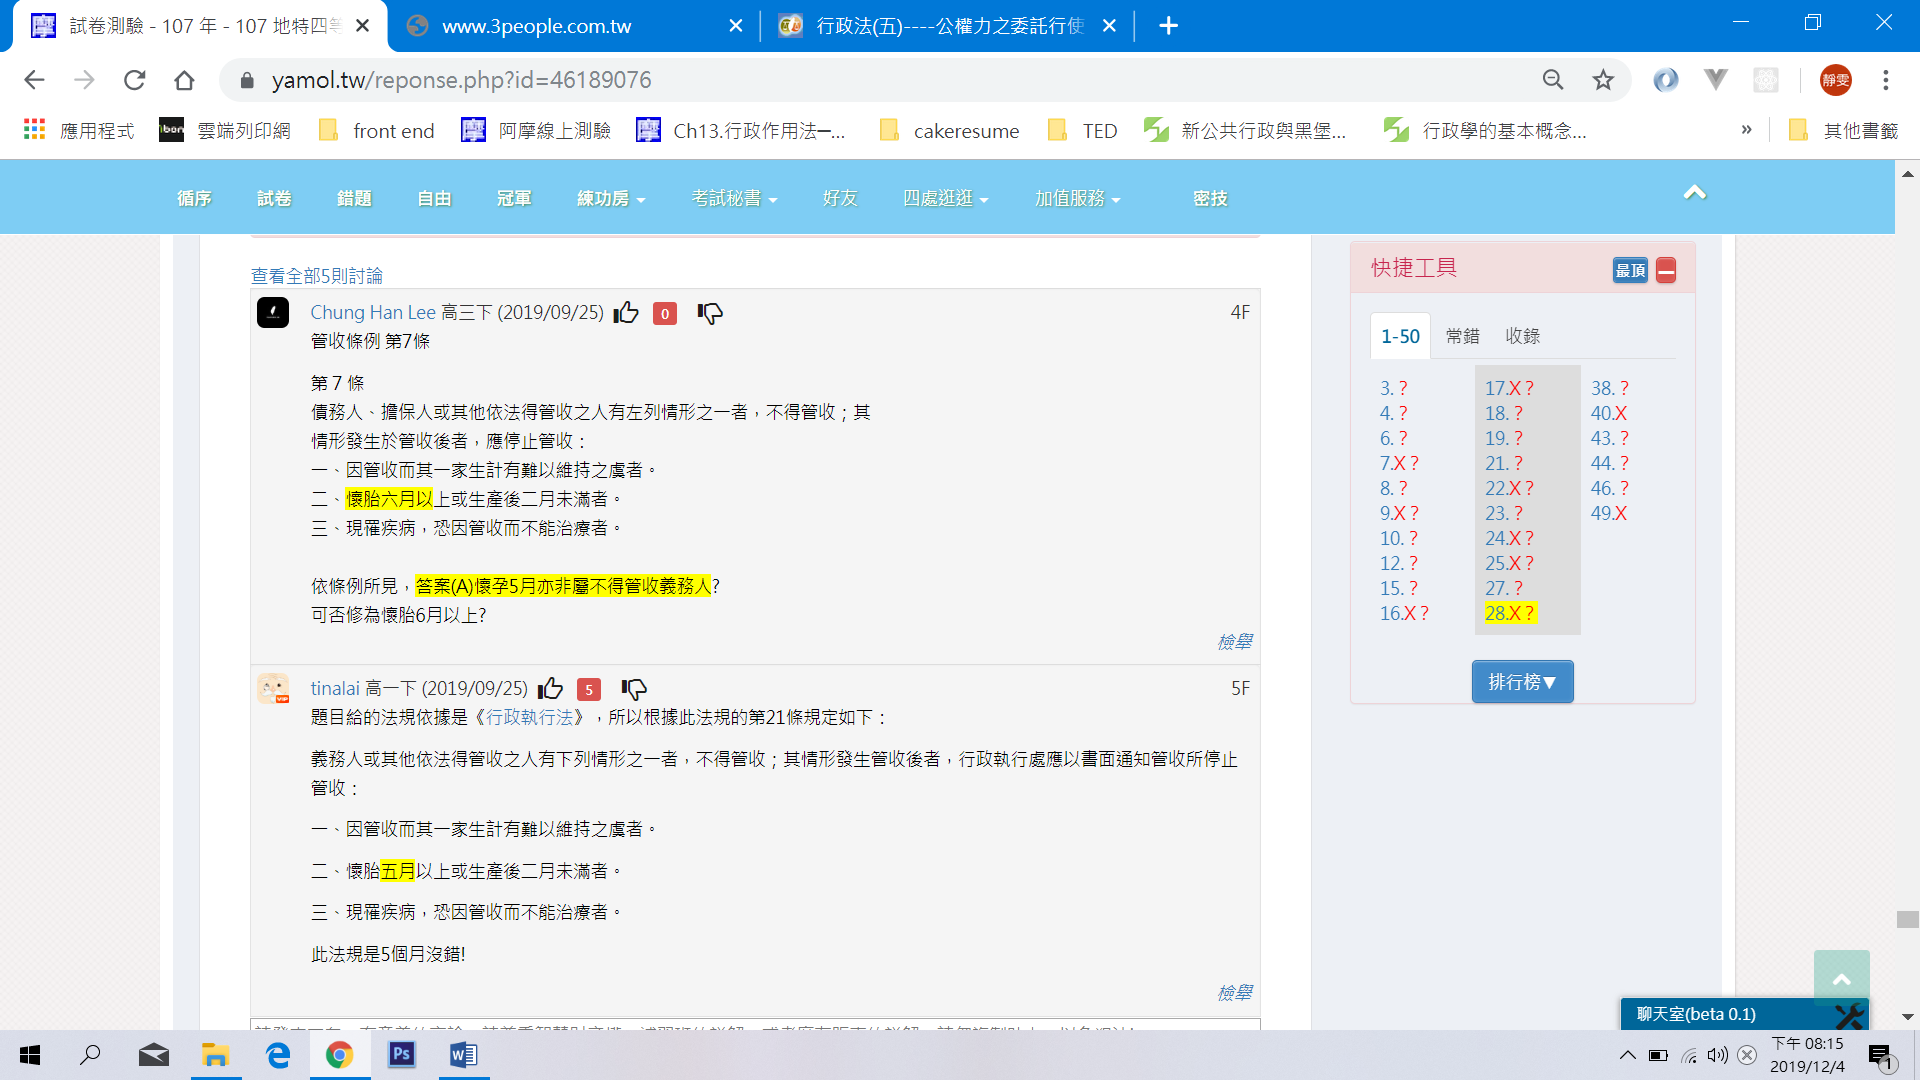 試卷測驗 - 107 年 - 107 地特四等
www.3people.com.tw
行政法(五)----公權力之委託行使
yamol.tw/reponse.php?id=46189076
靜雯
應用程式
ibon
雲端列印網
front end
阿摩線上測驗
Ch13.行政作用法─...
cakeresume
TED
新公共行政與黑堡...
行政學的基本概念...
»
其他書籤
循序
試卷
錯題
自由
冠軍
練功房
考試秘書
好友
四處逛逛
加值服務
密技
查看全部5則討論
Chung Han Lee 高三下 (2019/09/25) 0 4F
管收條例 第7條
第 7 條
債務人、擔保人或其他依法得管收之人有左列情形之一者，不得管收；其
情形發生於管收後者，應停止管收：
一、因管收而其一家生計有難以維持之虞者。
二、懷胎六月以上或生產後二月未滿者。
三、現罹疾病，恐因管收而不能治療者。
依條例所見，答案(A)懷孕5月亦非屬不得管收義務人?
可否修為懷胎6月以上?
檢舉
tinalai 高一下 (2019/09/25) 5 5F
VIP
題目給的法規依據是《行政執行法》，所以根據此法規的第21條規定如下：
義務人或其他依法得管收之人有下列情形之一者，不得管收；其情形發生管收後者，行政執行處應以書面通知管收所停止
管收：
一、因管收而其一家生計有難以維持之虞者。
二、懷胎五月以上或生產後二月未滿者。
三、現罹疾病，恐因管收而不能治療者。
此法規是5個月沒錯!
檢舉
快捷工具
最頂
1-50
常錯
收錄
3. ?
4. ?
6. ?
7.X ?
8. ?
9.X ?
10. ?
12. ?
15. ?
16.X ?
17.X ?
18. ?
19. ?
21. ?
22.X ?
23. ?
24.X ?
25.X ?
27. ?
28.X ?
38. ?
40.X
43. ?
44. ?
46. ?
49.X
排行榜▼
聊天室(beta 0.1)
Ps
下午 08:15
2019/12/4
1